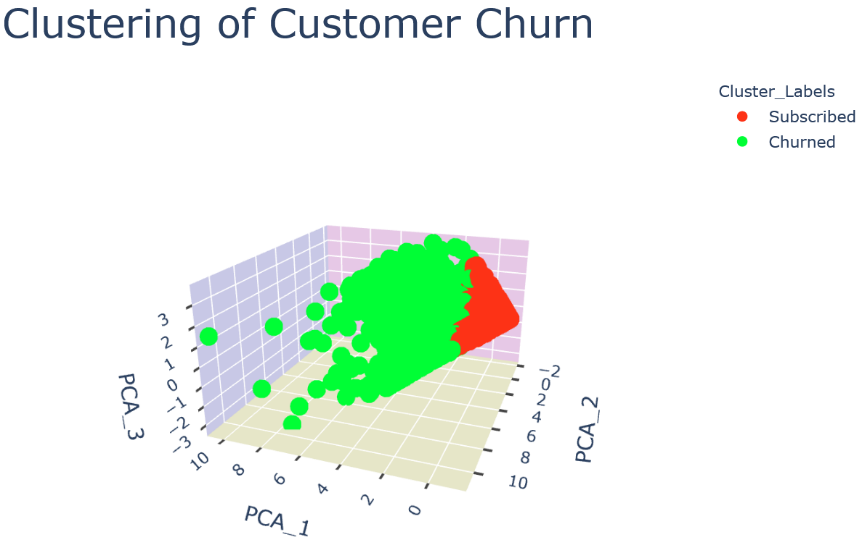 Clustering of Customer Churn
Cluster_Labels
Subscribed
Churned
3
2
1
0
−1
−2
−3
PCA_3
10
8
6
4
2
0
PCA_1
−2
0
2
4
6
8
10
PCA_2